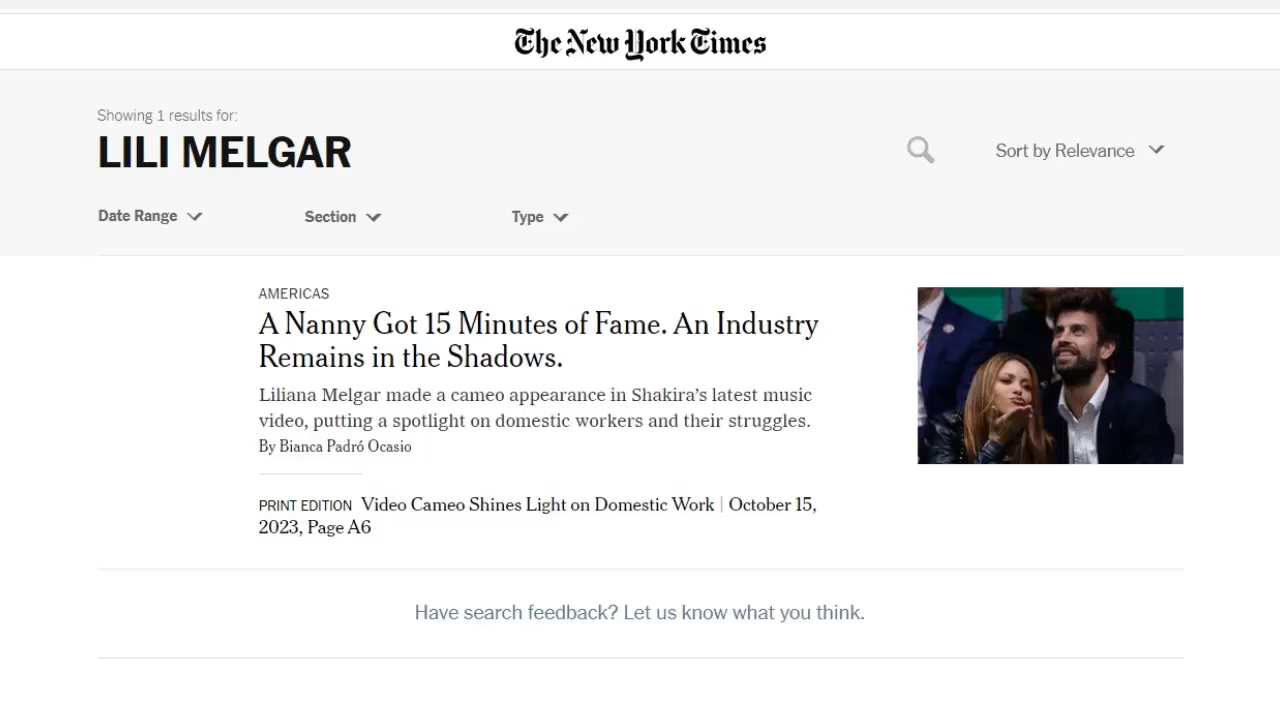 The New York Times
Showing 1 results for:
LILI MELGAR
Sort by Relevance
Date Range
Section
Type
AMERICAS
A Nanny Got 15 Minutes of Fame. An Industry
Remains in the Shadows.
Liliana Melgar made a cameo appearance in Shakira's latest music
video, putting a spotlight on domestic workers and their struggles.
By Bianca Padró Ocasio
PRINT EDITION Video Cameo Shines Light on Domestic Work | October 15,
2023, Page A6
Have search feedback? Let us know what you think.